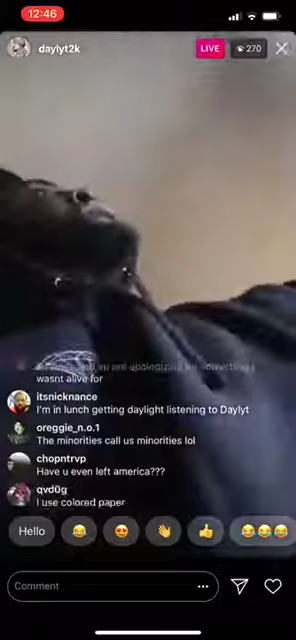 12:46
daylyt2k
LIVE
270
wasnt alive for
itsnicknance
I'm in lunch getting daylight listening to Daylyt
oreggie_n.o.1
The minorities call us minorities lol
chopntrvp
Have u even left america???
qvd0g
I use colored paper
Hello
Comment